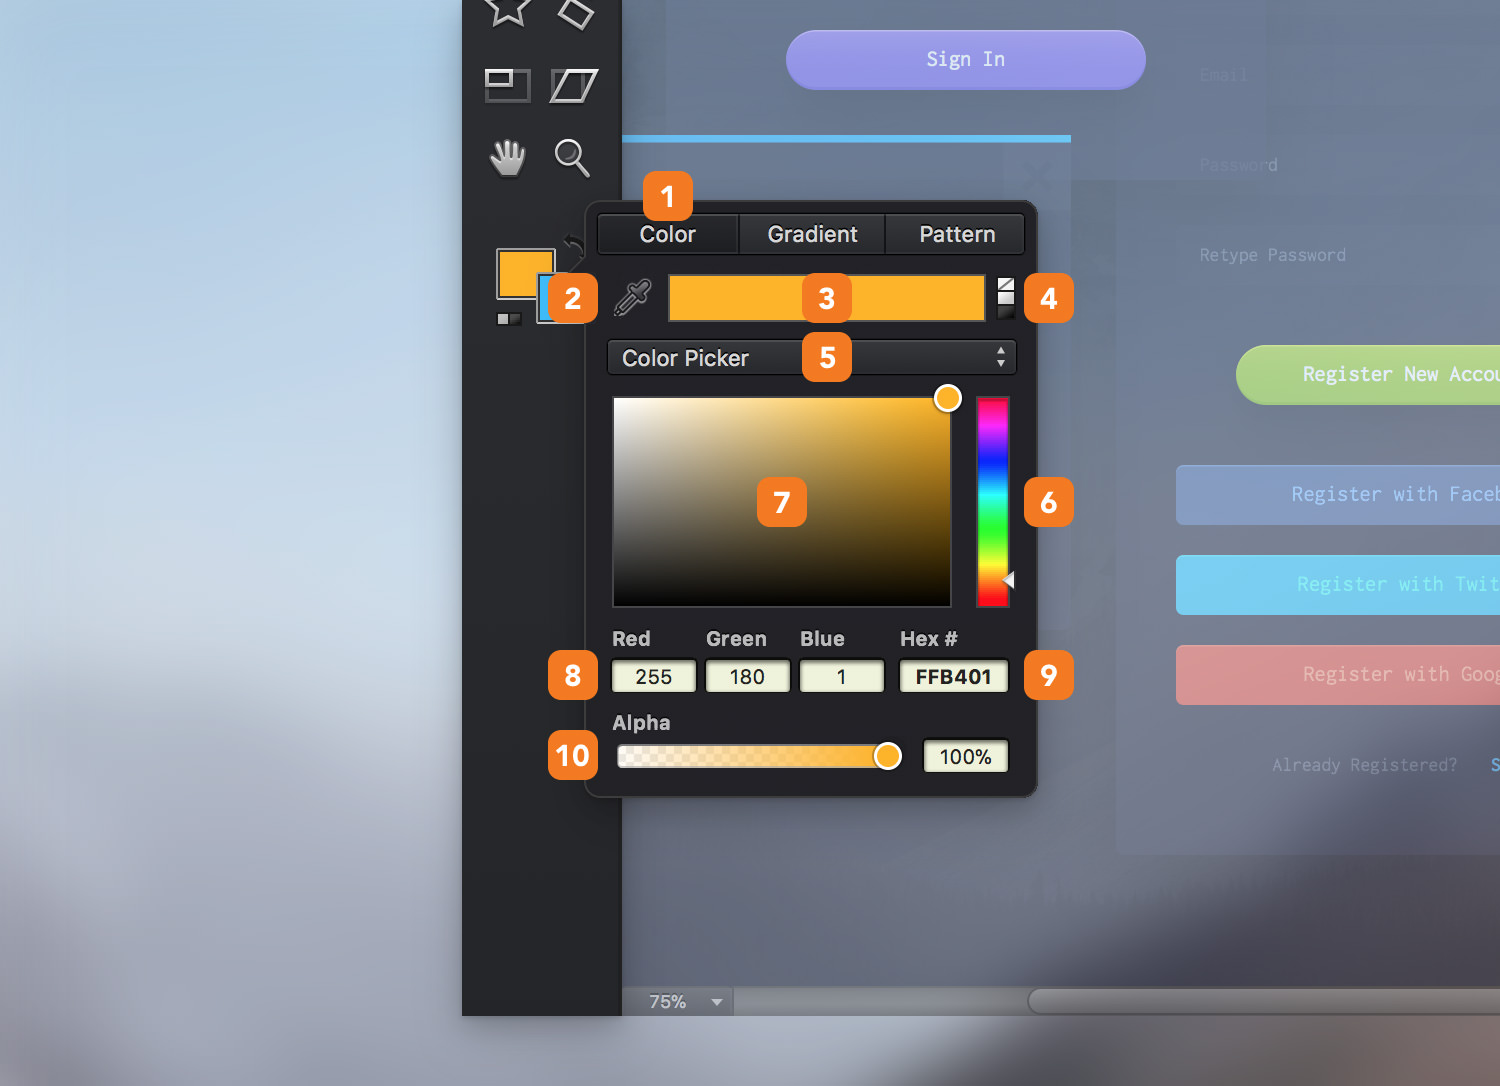 Sign In
Email
Password
1
Color
Gradient
Pattern
Retype Password
2
3
4
Color Picker
5
Register New Accou
7
6
Register with Faceb
Register with Twit
Red
Green
Blue
Hex #
8
255
180
1
FFB401
9
Register with Goog
Alpha
10
100%
Already Registered? S
75%